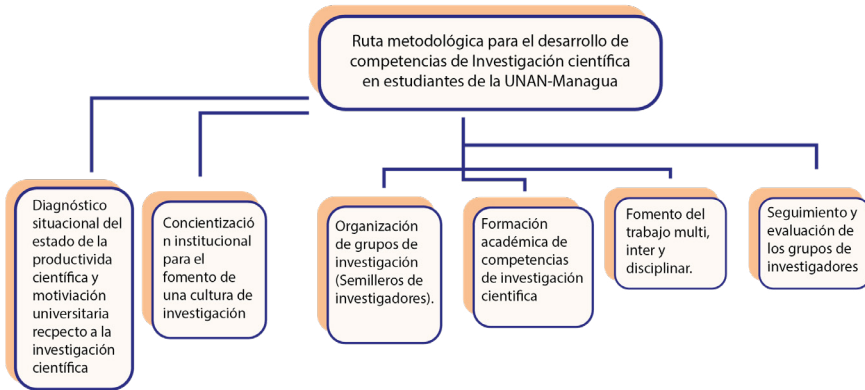 Ruta metodológica para el desarrollo de
competencias de Investigación científica
en estudiantes de la UNAN-Managua
Diagnóstico
situacional del
estado de la
productivida
científica y
motiviación
universitaria
respecto a la
investigación
científica
Concientizació
n institucional
para el
fomento de
una cultura de
investigación
Organización
de grupos de
investigación
(Semilleros de
investigadores).
Formación
académica de
competencias
de investigación
cientifica
Fomento del
trabajo multi,
inter y
disciplinar.
Seguimiento y
evaluación de
los grupos de
investigadores